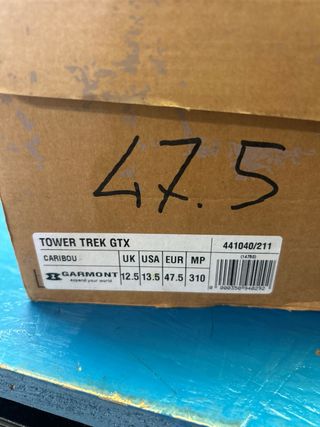 47.5
TOWER TREK GTX 441040/211
CARIBOU UK USA EUR MP
GARMONT 12.5 13.5 47.5 310
expand your world